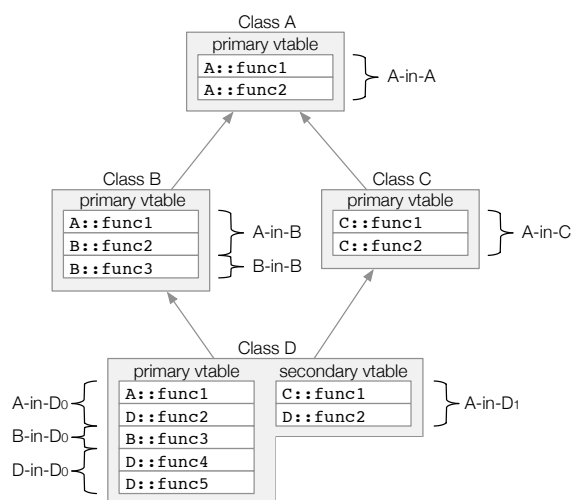 Class A
primary vtable
A::func1
A::func2
A-in-A
Class B
primary vtable
A::func1
B::func2
B::func3
A-in-B
B-in-B
Class C
primary vtable
C::func1
C::func2
A-in-C
Class D
primary vtable
A::func1
D::func2
B::func3
D::func4
D::func5
A-in-D0
B-in-D0
D-in-D0
secondary vtable
C::func1
D::func2
A-in-D1